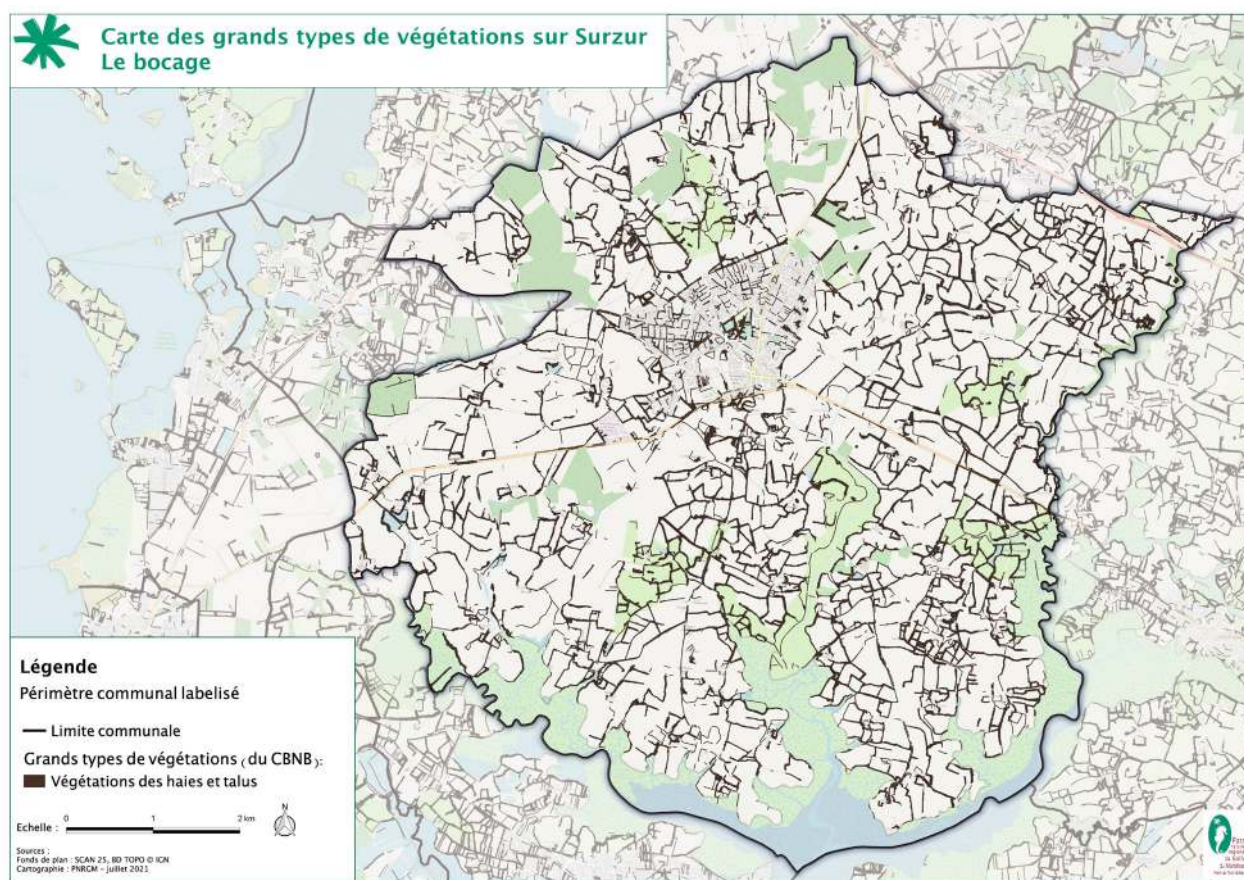 Carte des grands types de végétations sur Surzur
Le bocage
Légende
Périmètre communal labelisé
Limite communale
Grands types de végétations (du CBNB):
Végétations des haies et talus
N
Echelle : 0 1 2 km
Sources :
Fonds de plan : SCAN 25, BD TOPO © IGN
Cartographie : PNRGM - juillet 2021
Parc